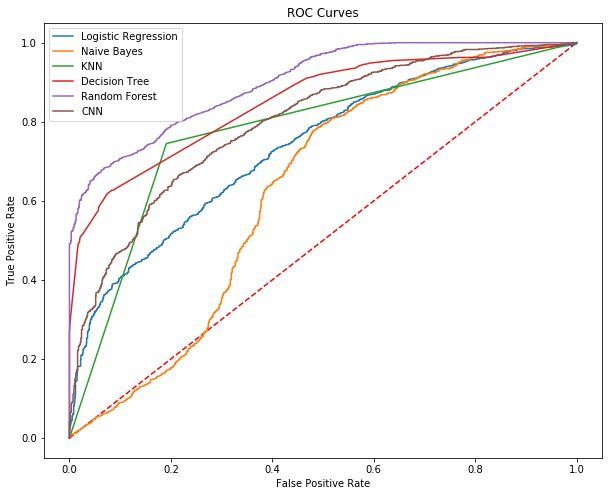 ROC Curves
Logistic Regression
Naive Bayes
KNN
Decision Tree
Random Forest
CNN
True Positive Rate
1.0
0.8
0.6
0.4
0.2
0.0
0.0 0.2 0.4 0.6 0.8 1.0
False Positive Rate